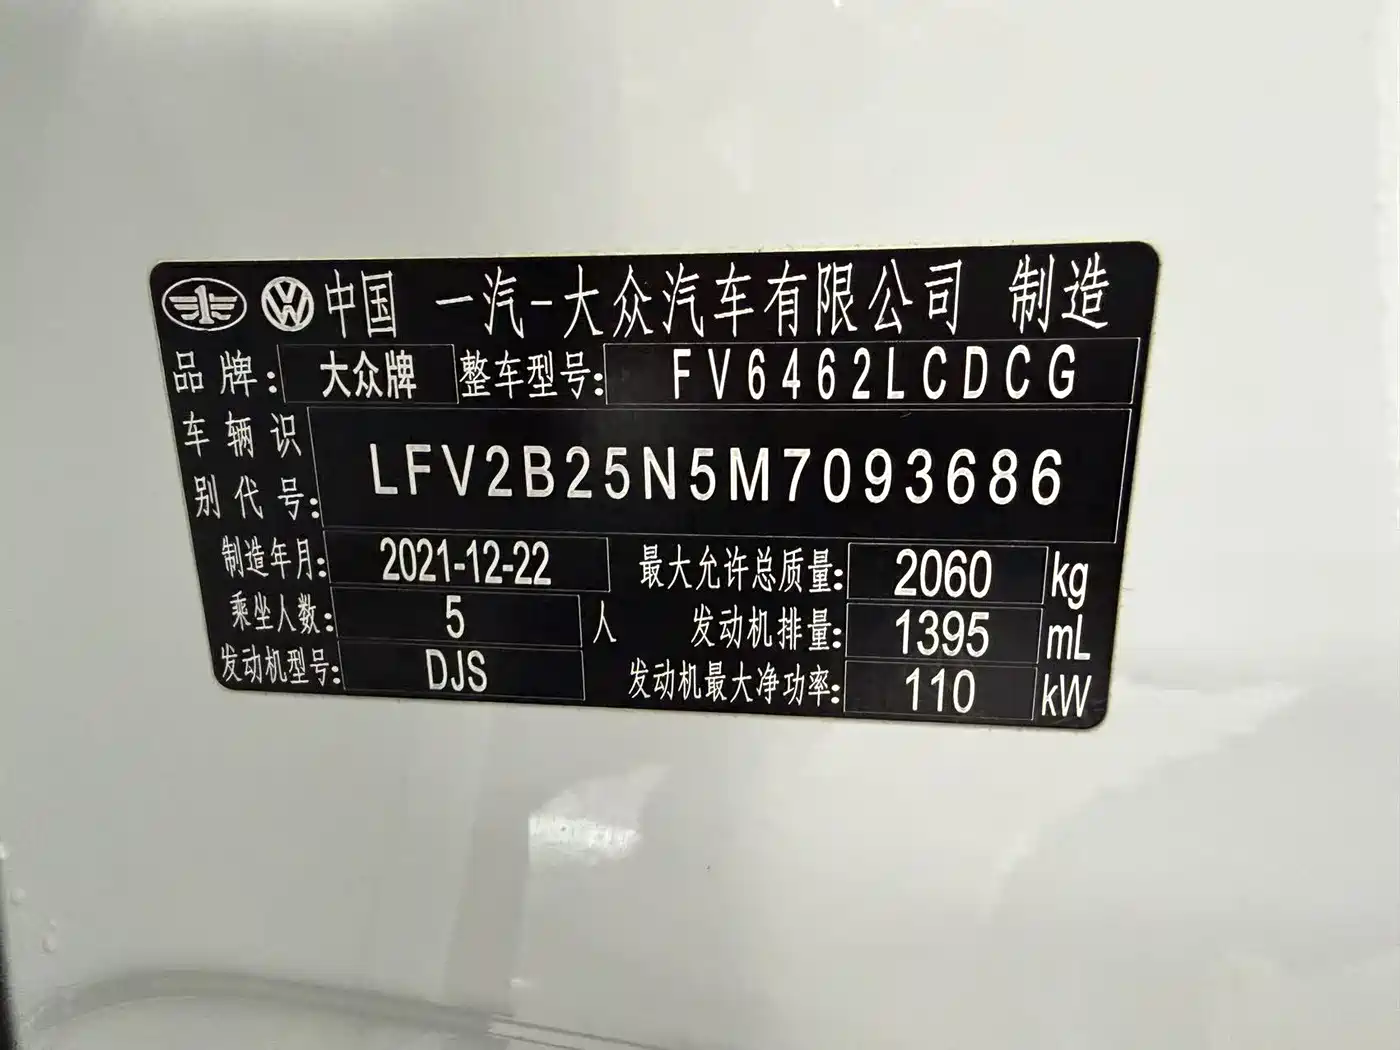 中国 一汽-大众汽车有限公司 制造
品牌: 大众牌 整车型号: FV6462LCDCG
车辆识别代号: LFV2B25N5M7093686
制造年月: 2021-12-22 最大允许总质量: 2060 kg
乘坐人数: 5 人 发动机排量: 1395 mL
发动机型号: DJS 发动机最大净功率: 110 kW